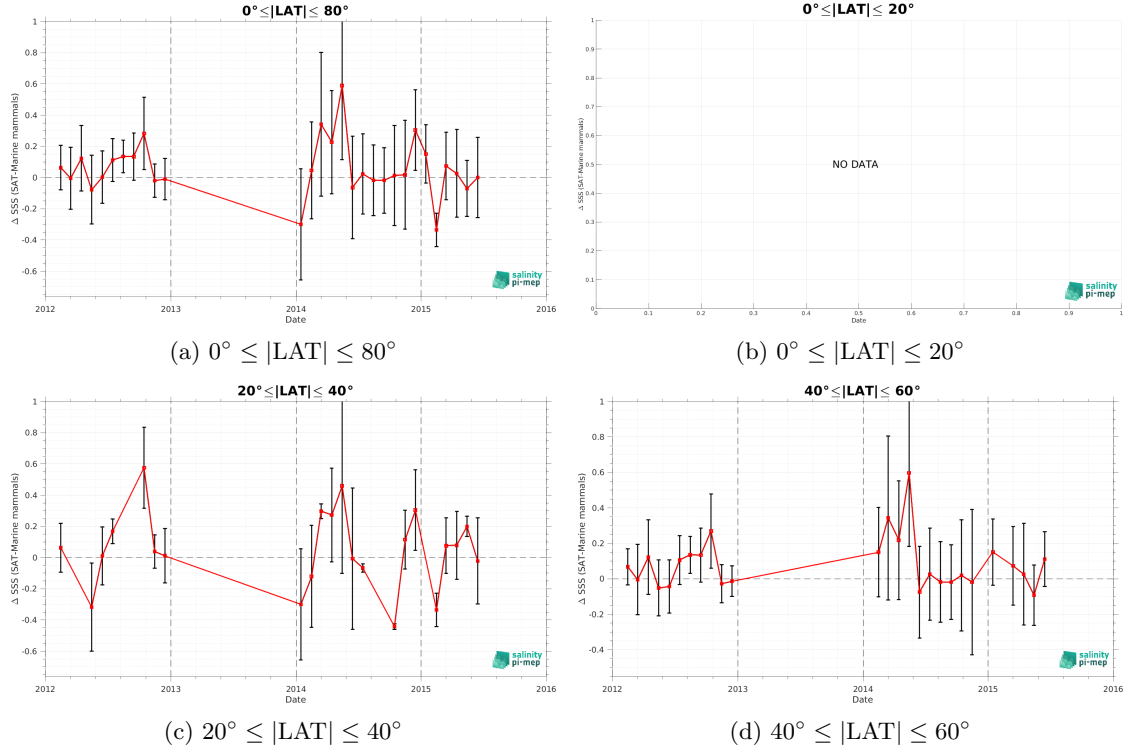 0°≤|LAT|≤ 80°
1
0.8
0.6
0.4
0.2
0
-0.2
-0.4
-0.6
Δ SSS (SAT-Marine mammals)
2012
2013
2014
2015
2016
Date
salinity
pi-mep
(a) 0° ≤ |LAT| ≤ 80°
0°≤|LAT|≤ 20°
1
0.9
0.8
0.7
0.6
0.5
0.4
0.3
0.2
0.1
0
Δ SSS (SAT-Marine mammals)
NO DATA
0
0.1
0.2
0.3
0.4
0.5
0.6
0.7
0.8
0.9
1
Date
salinity
pi-mep
(b) 0° ≤ |LAT| ≤ 20°
20°≤|LAT|≤ 40°
1
0.8
0.6
0.4
0.2
0
-0.2
-0.4
-0.6
Δ SSS (SAT-Marine mammals)
2012
2013
2014
2015
2016
Date
salinity
pi-mep
(c) 20° ≤ |LAT| ≤ 40°
40°≤|LAT|≤ 60°
1
0.8
0.6
0.4
0.2
0
-0.2
-0.4
Δ SSS (SAT-Marine mammals)
2012
2013
2014
2015
2016
Date
salinity
pi-mep
(d) 40° ≤ |LAT| ≤ 60°